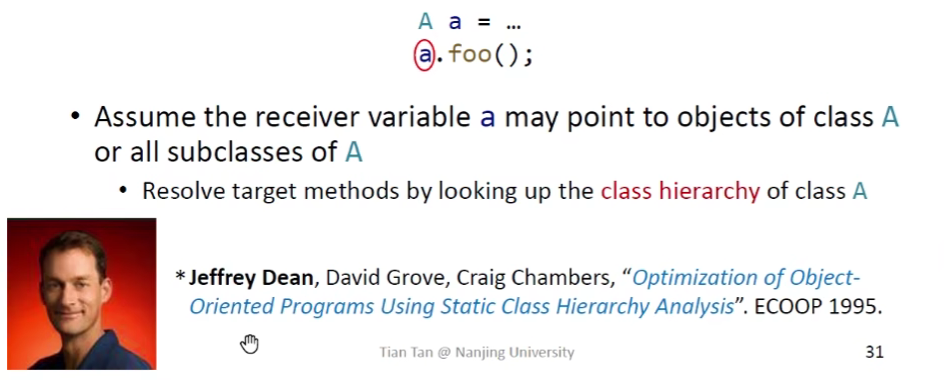 A a = …
a.foo();
• Assume the receiver variable a may point to objects of class A
or all subclasses of A
• Resolve target methods by looking up the class hierarchy of class A
* Jeffrey Dean, David Grove, Craig Chambers, “Optimization of Object-
Oriented Programs Using Static Class Hierarchy Analysis”. ECOOP 1995.
Tian Tan @ Nanjing University
31